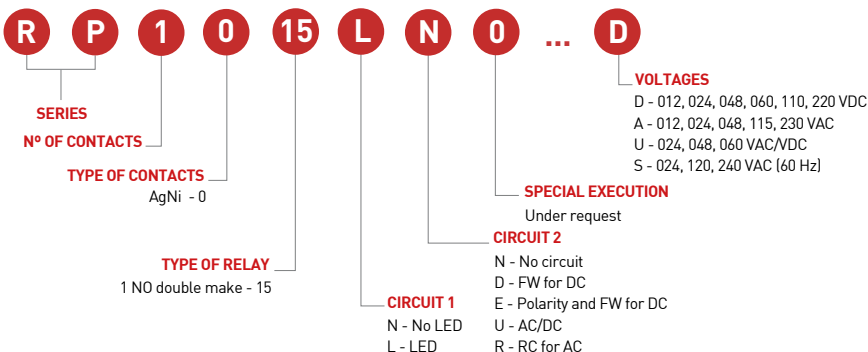 R P 1 0 15 L N 0 ... D
VOLTAGES
D - 012, 024, 048, 060, 110, 220 VDC
A - 012, 024, 048, 115, 230 VAC
U - 024, 048, 060 VAC/VDC
S - 024, 120, 240 VAC (60 Hz)
SERIES
Nº OF CONTACTS
TYPE OF CONTACTS
AgNi - 0
SPECIAL EXECUTION
Under request
CIRCUIT 2
N - No circuit
D - FW for DC
E - Polarity and FW for DC
U - AC/DC
R - RC for AC
TYPE OF RELAY
1 NO double make - 15
CIRCUIT 1
N - No LED
L - LED